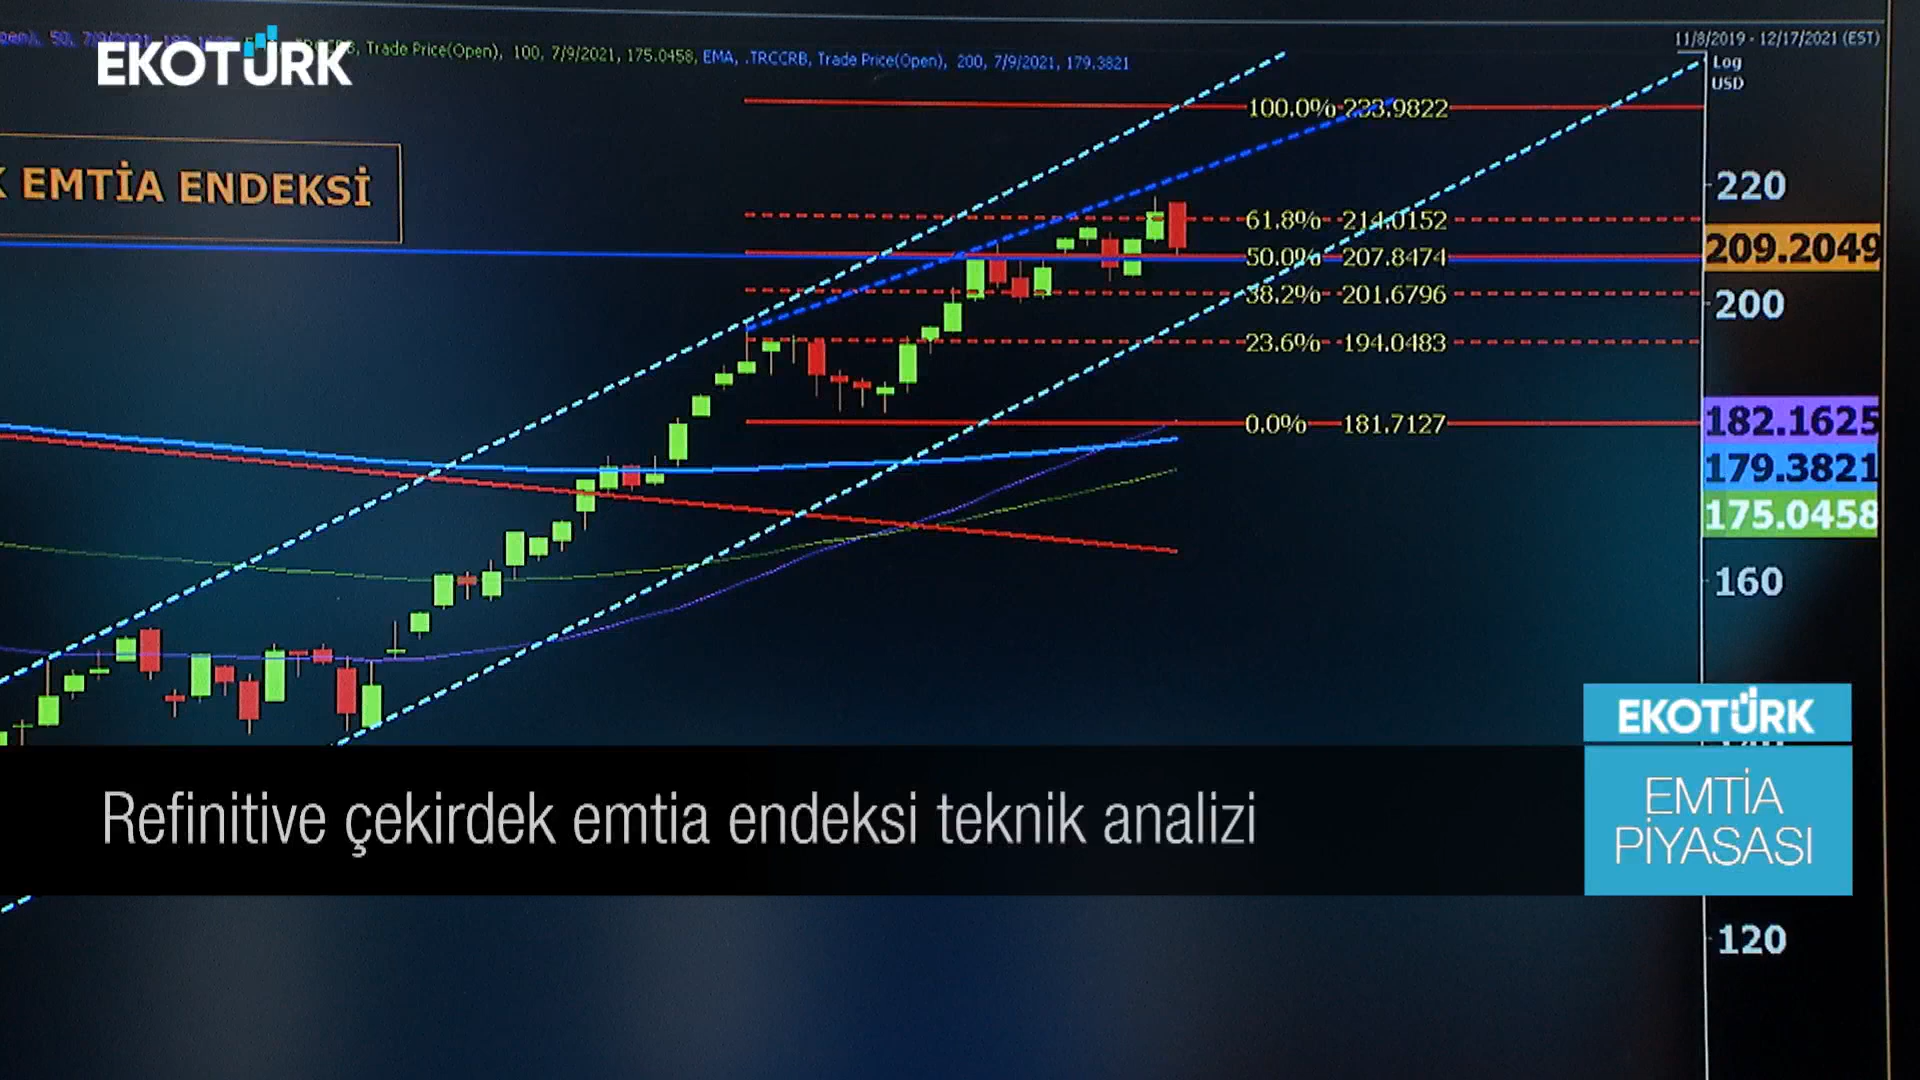 EKOTÜRK
Trade Price(Open), 100, 7/9/2021, 175.0458, EMA, .TRCCRB, Trade Price(Open), 200, 7/9/2021, 179.3821
11/8/2019 - 12/17/2021 (EST)
Log
USD
EMTİA ENDEKSİ
100.0% 233.9822
61.8% 214.0152
50.0% 207.8474
38.2% 201.6796
23.6% 194.0483
0.0% 181.7127
220
209.2049
200
182.1625
179.3821
175.0458
160
120
EKOTÜRK
EMTİA
PİYASASI
Refinitive çekirdek emtia endeksi teknik analizi